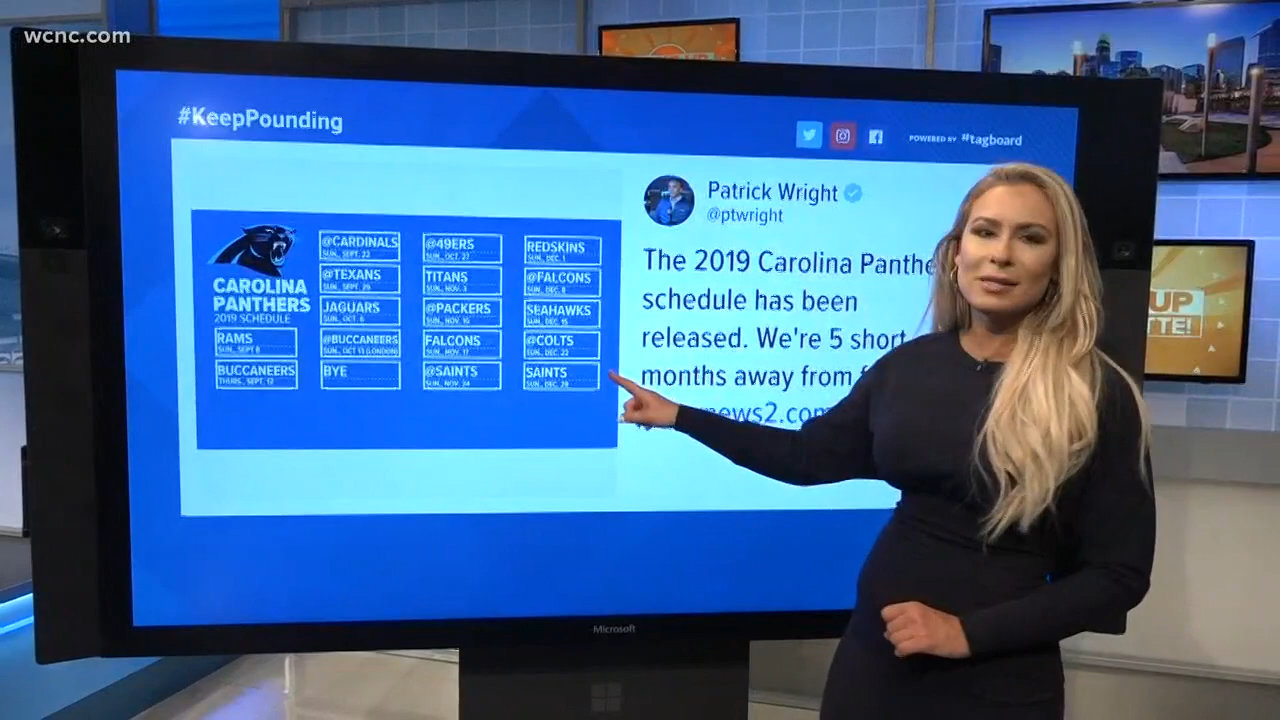 wcnc.com
#KeepPounding
POWERED BY #tagboard
Patrick Wright
@ptwright
The 2019 Carolina Panthe
schedule has been
released. We're 5 short
months away from f
news2.com
CAROLINA
PANTHERS
2019 SCHEDULE
RAMS
SUN., SEPT 8
BUCCANEERS
THURS., SEPT. 12
@CARDINALS
SUN., SEPT. 22
@TEXANS
SUN., SEPT. 29
JAGUARS
SUN., OCT. 6
@BUCCANEERS
SUN., OCT 13 (LONDON)
BYE
@49ERS
SUN., OCT. 27
TITANS
SUN., NOV. 3
@PACKERS
SUN., NOV. 10
FALCONS
SUN., NOV. 17
@SAINTS
SUN., NOV. 24
REDSKINS
SUN., DEC. 1
@FALCONS
SUN., DEC. 8
SEAHAWKS
SUN., DEC. 15
@COLTS
SUN., DEC. 22
SAINTS
SUN., DEC. 29
UP
TTE!
Microsoft